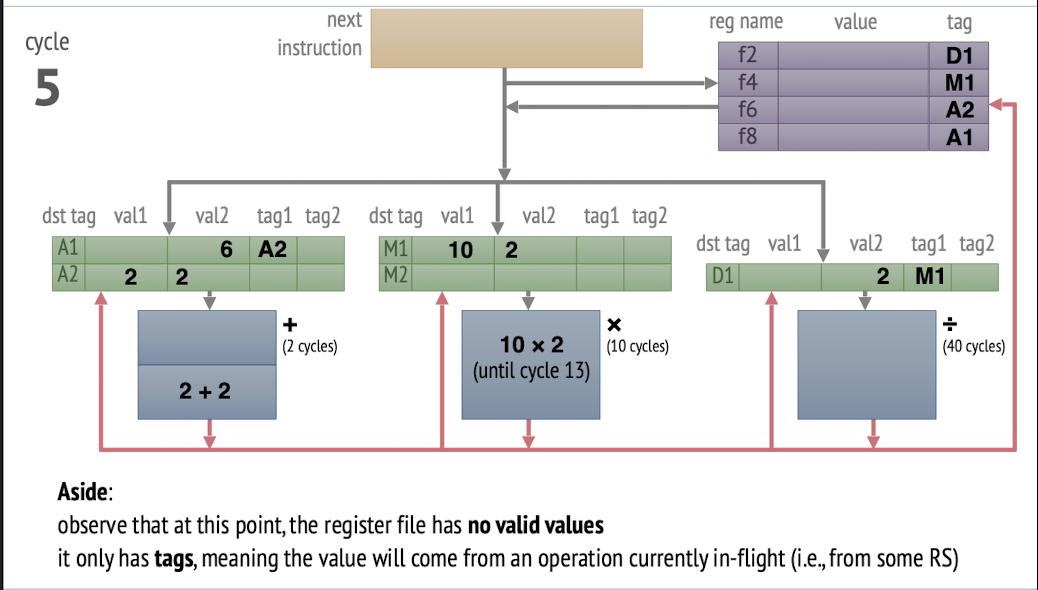 cycle
5
next
instruction
reg name value tag
f2 D1
f4 M1
f6 A2
f8 A1
dst tag val1 val2 tag1 tag2
A1 6 A2
A2 2 2
+
(2 cycles)
2 + 2
dst tag val1 val2 tag1 tag2
M1 10 2
M2
×
(10 cycles)
10 × 2
(until cycle 13)
dst tag val1 val2 tag1 tag2
D1 2 M1
÷
(40 cycles)
Aside:
observe that at this point, the register file has no valid values
it only has tags, meaning the value will come from an operation currently in-flight (i.e., from some RS)